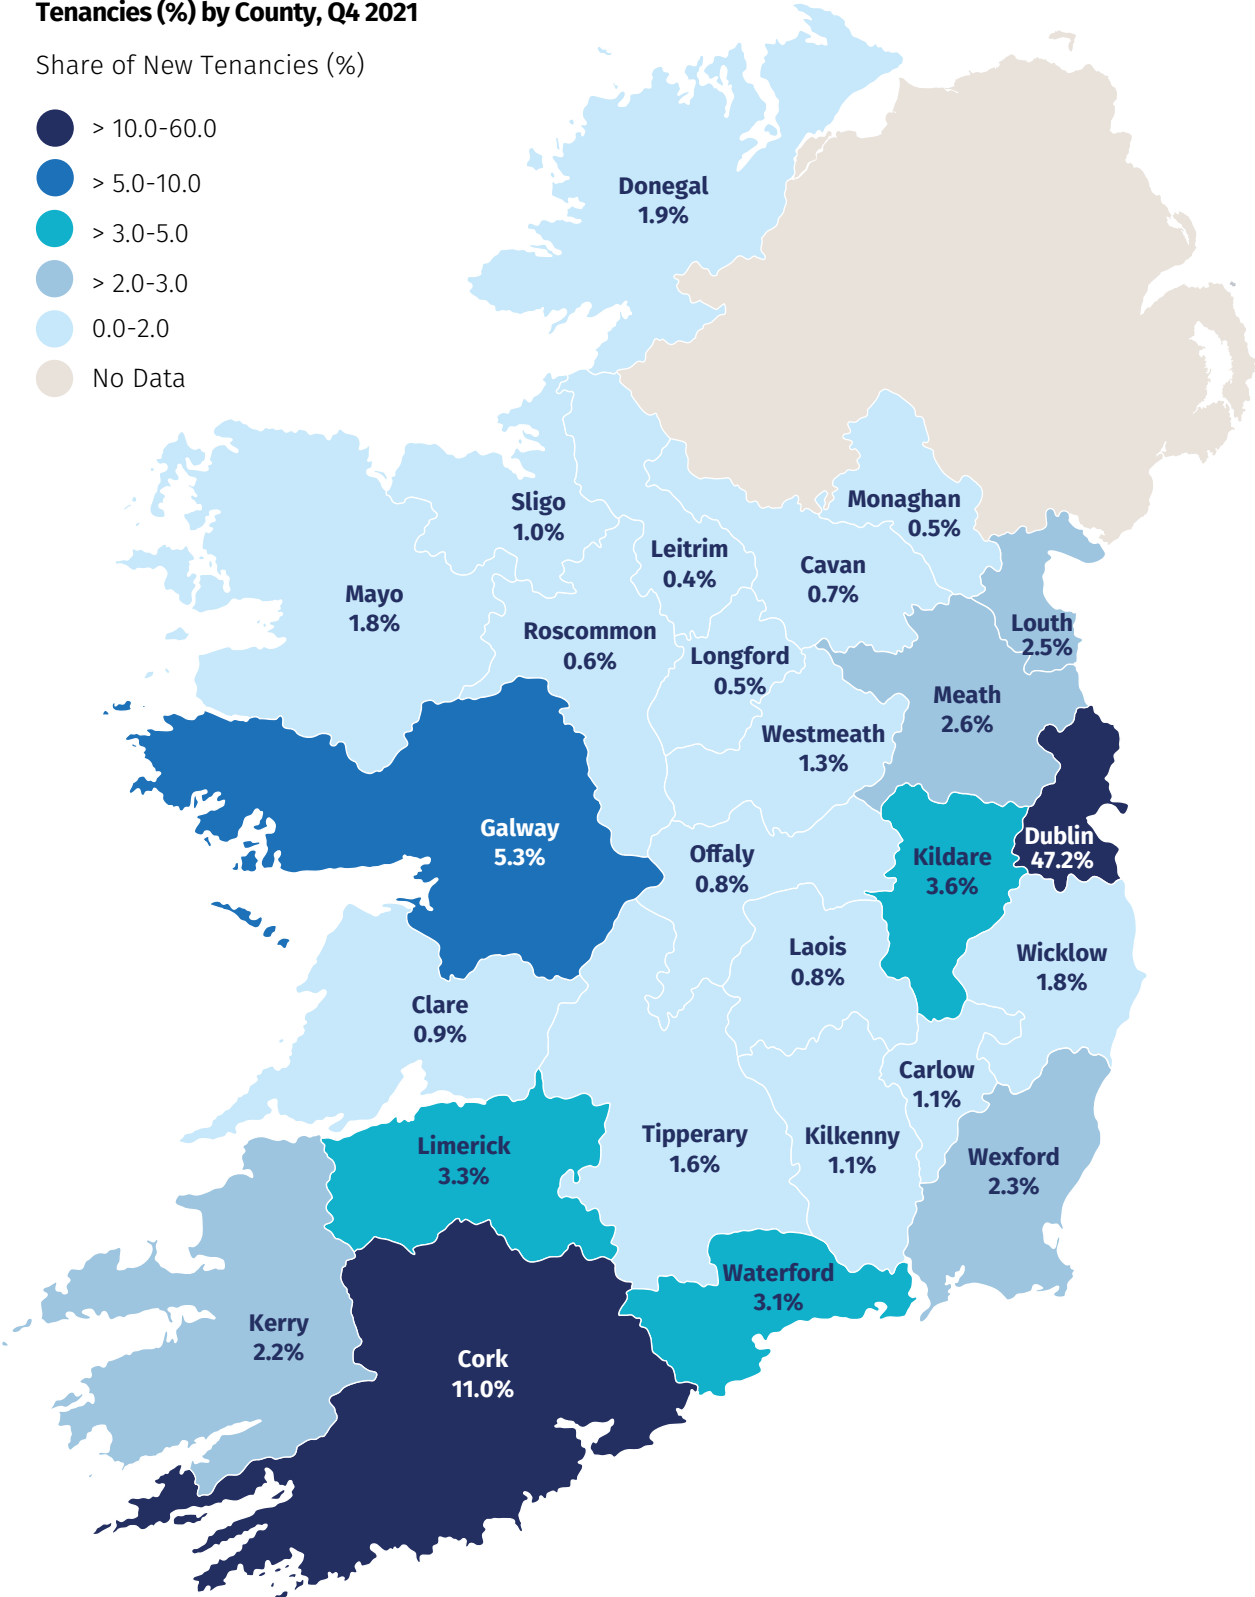 Tenancies (%) by County, Q4 2021
Share of New Tenancies (%)
> 10.0-60.0
> 5.0-10.0
> 3.0-5.0
> 2.0-3.0
0.0-2.0
No Data
Donegal
1.9%
Monaghan
0.5%
Sligo
1.0%
Leitrim
0.4%
Cavan
0.7%
Mayo
1.8%
Louth
2.5%
Roscommon
0.6%
Longford
0.5%
Meath
2.6%
Westmeath
1.3%
Galway
5.3%
Dublin
47.2%
Offaly
0.8%
Kildare
3.6%
Laois
0.8%
Wicklow
1.8%
Clare
0.9%
Carlow
1.1%
Limerick
3.3%
Tipperary
1.6%
Kilkenny
1.1%
Wexford
2.3%
Waterford
3.1%
Kerry
2.2%
Cork
11.0%